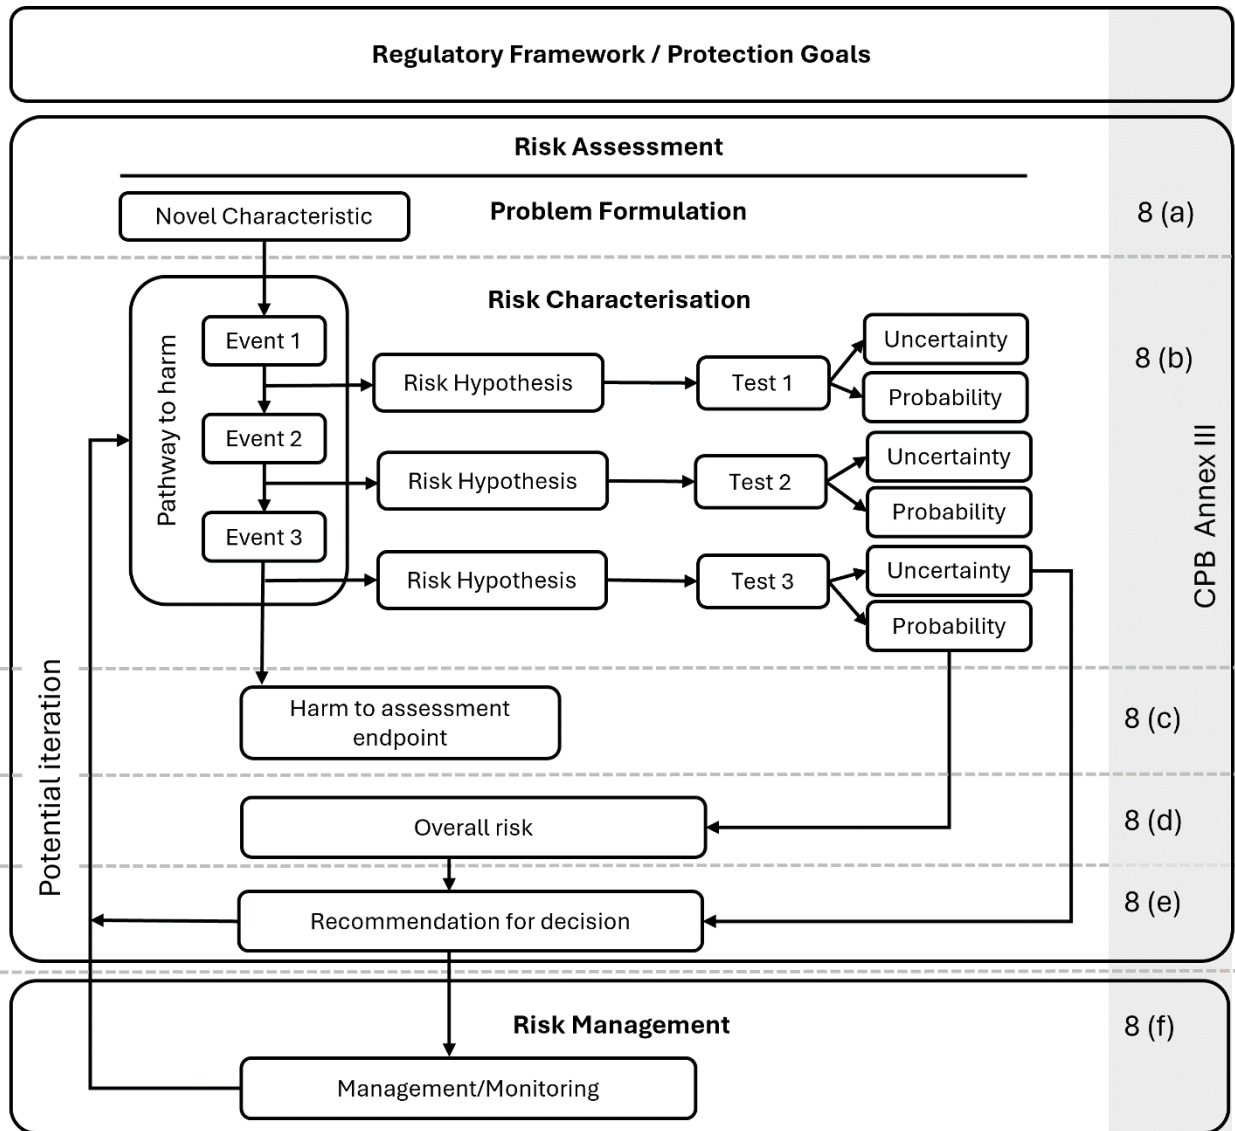 Regulatory Framework / Protection Goals
Risk Assessment
Novel Characteristic
Problem Formulation
8 (a)
Risk Characterisation
Pathway to harm
Event 1
Risk Hypothesis
Test 1
Uncertainty
Probability
8 (b)
Event 2
Risk Hypothesis
Test 2
Uncertainty
Probability
Event 3
Risk Hypothesis
Test 3
Uncertainty
Probability
CPB Annex III
Potential iteration
Harm to assessment
endpoint
8 (c)
Overall risk
8 (d)
Recommendation for decision
8 (e)
Risk Management
8 (f)
Management/Monitoring